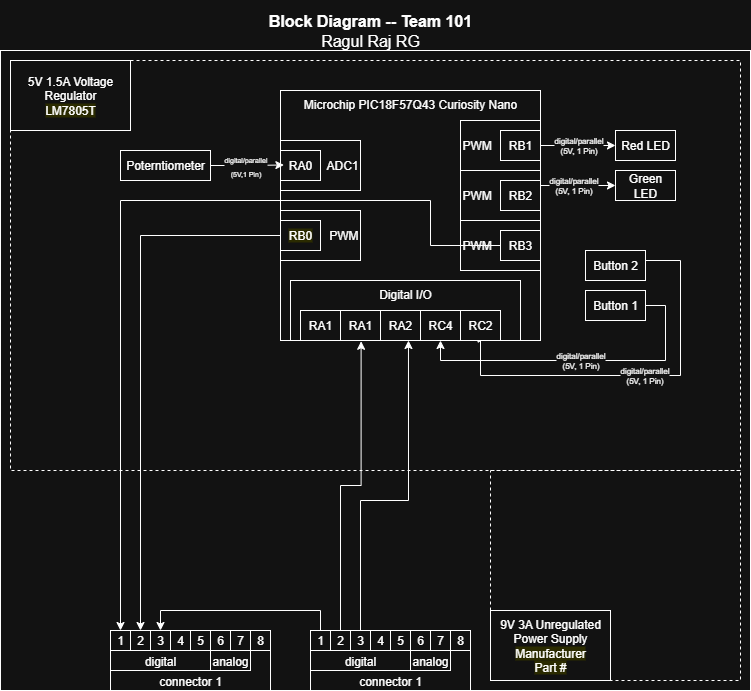 Block Diagram -- Team 101
Ragul Raj RG
5V 1.5A Voltage
Regulator
LM7805T
Microchip PIC18F57Q43 Curiosity Nano
Poterntiometer
digital/parallel
(5V,1 Pin)
RA0
ADC1
PWM
RB1
digital/parallel
(5V, 1 Pin)
Red LED
PWM
RB2
digital/parallel
(5V, 1 Pin)
Green
LED
RB0
PWM
PWM
RB3
Button 2
Button 1
Digital I/O
RA1
RA1
RA2
RC4
RC2
digital/parallel
(5V, 1 Pin)
digital/parallel
(5V, 1 Pin)
1 2 3 4 5 6 7 8
digital
analog
connector 1
1 2 3 4 5 6 7 8
digital
analog
connector 1
9V 3A Unregulated
Power Supply
Manufacturer
Part #